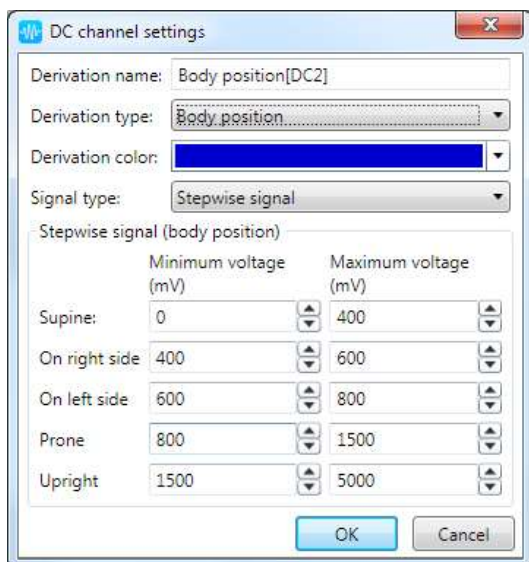 DC channel settings
Derivation name: Body position[DC2]
Derivation type: Body position
Derivation color:
Signal type: Stepwise signal
Stepwise signal (body position)
Minimum voltage (mV) Maximum voltage (mV)
Supine: 0 400
On right side 400 600
On left side 600 800
Prone 800 1500
Upright 1500 5000
OK Cancel